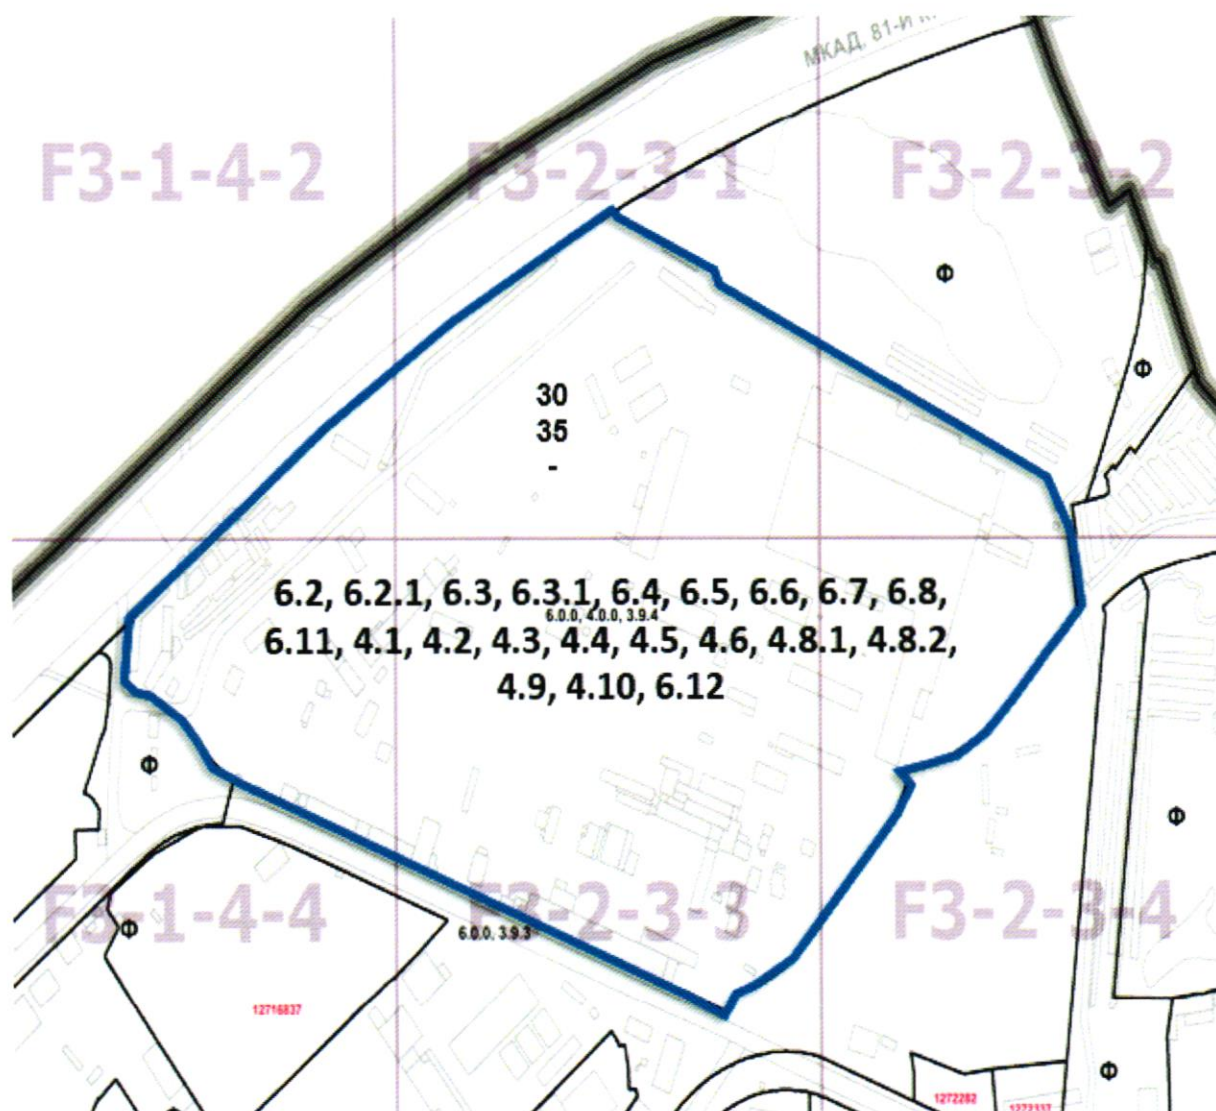 МКАД, 81-й
F3-1-4-2
F3-2-3-1
F3-2-3-2
Ф
Ф
30
35
-
6.2, 6.2.1, 6.3, 6.3.1, 6.4, 6.5, 6.6, 6.7, 6.8,
6.0.0, 4.0.0, 3.9.4
6.11, 4.1, 4.2, 4.3, 4.4, 4.5, 4.6, 4.8.1, 4.8.2,
4.9, 4.10, 6.12
Ф
Ф
F3-1-4-4
F3-2-3-3
F3-2-3-4
Ф
6.0.0, 3.9.3
12716837
Ф
1272282
1272337